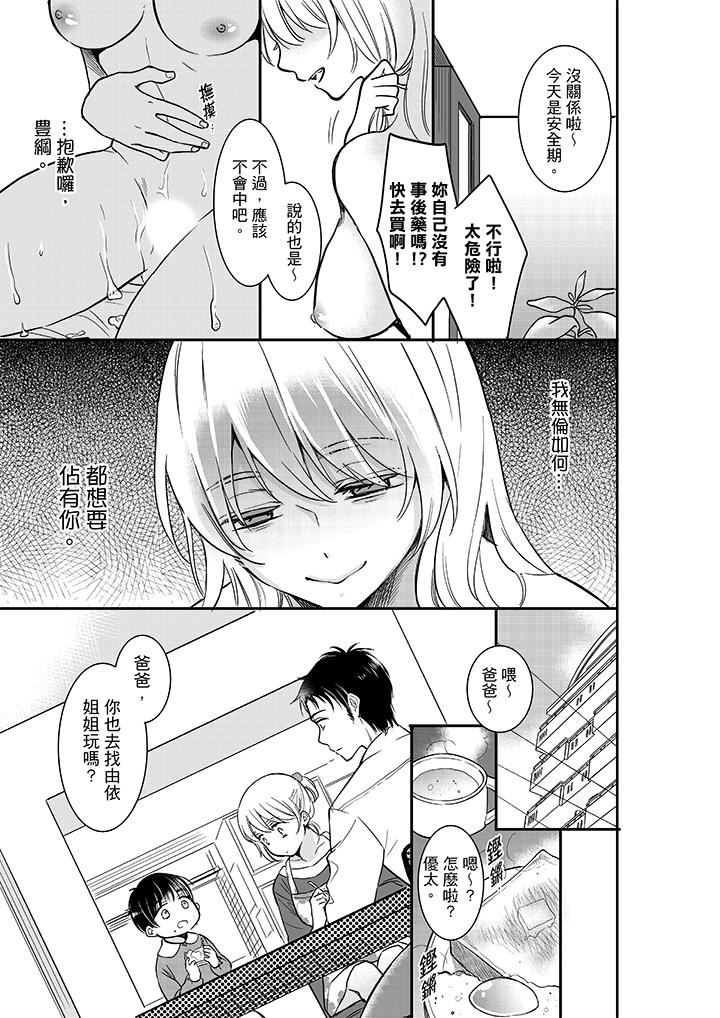 沒關係啦～
今天是安全期。
不行啦！
太危險了！
妳自己沒有
事後藥嗎!?
快去買啊！
說的也是～
不過，應該
不會中吧。
撫摸…
…抱歉囉，
豊綱。
我無倫如何…
都想要
佔有你。
喂～
爸爸～
嗯～？
怎麼啦？
優太。
鏗鏘
鏗鏘
爸爸，
你也去找由依
姐姐玩嗎？